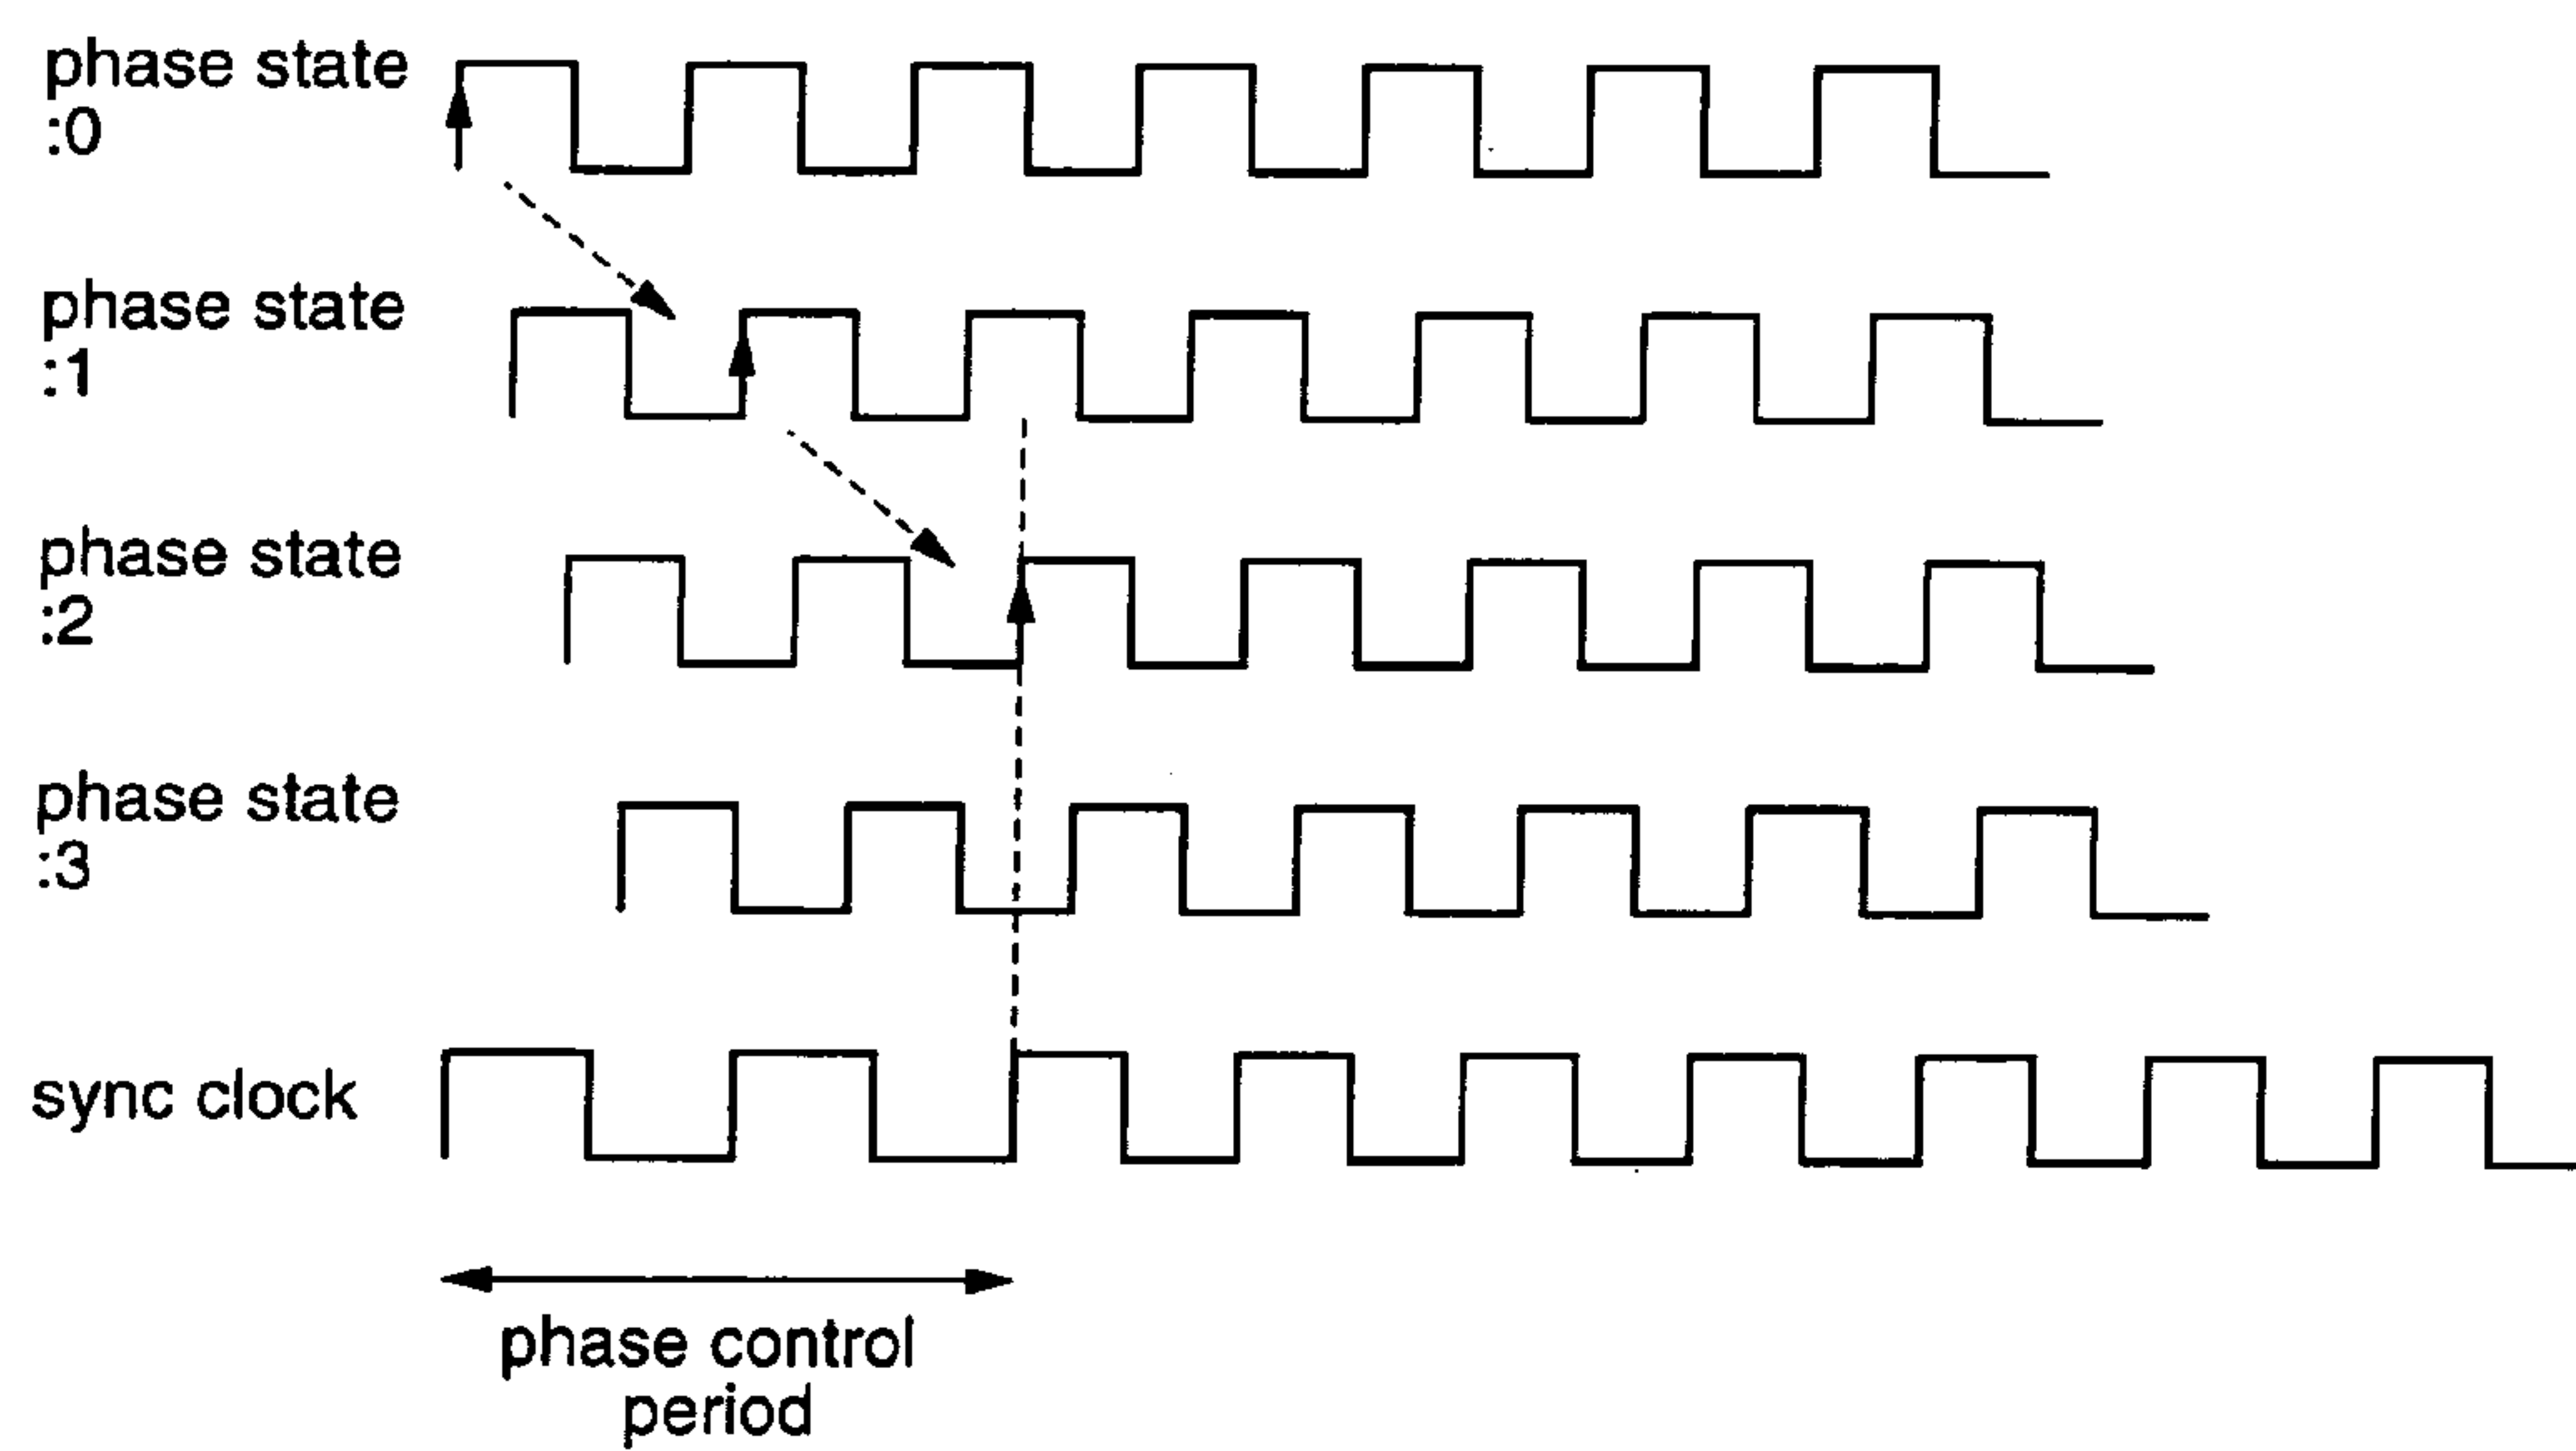 phase state
:0
phase state
:1
phase state
:2
phase state
:3
sync clock
phase control
period